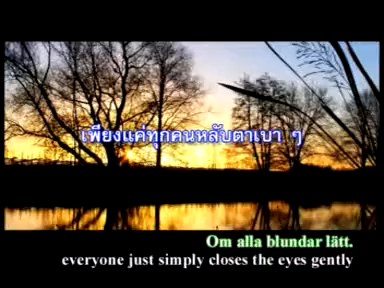 เพียงแค่ทุกคนหลับตาเบา ๆ
Om alla blundar lätt.
everyone just simply closes the eyes gently